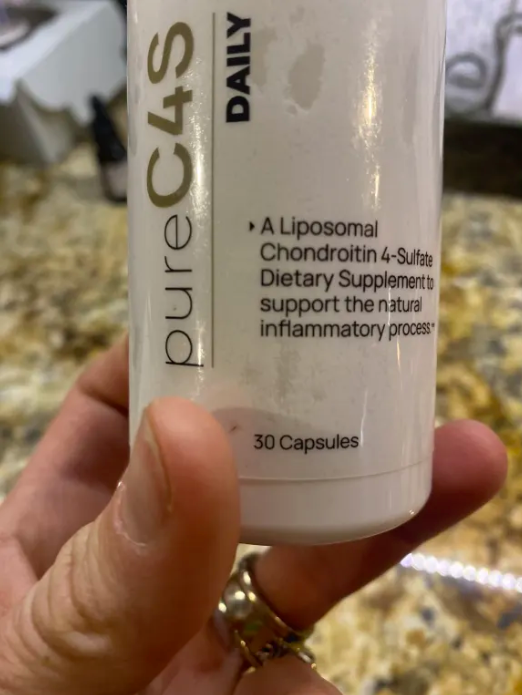 pureC4S
DAILY
‣ A Liposomal
Chondroitin 4-Sulfate
Dietary Supplement to
support the natural
inflammatory process.**
30 Capsules